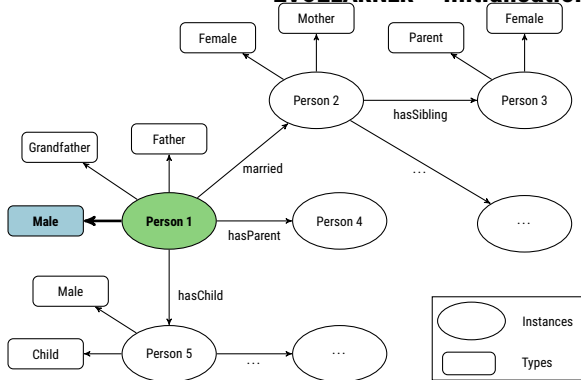 Mother
Female
Female
Parent
Person 2
Person 3
hasSibling
Father
Grandfather
married
...
Male
Person 1
hasParent
Person 4
...
Male
hasChild
Child
Person 5
...
...
Instances
Types